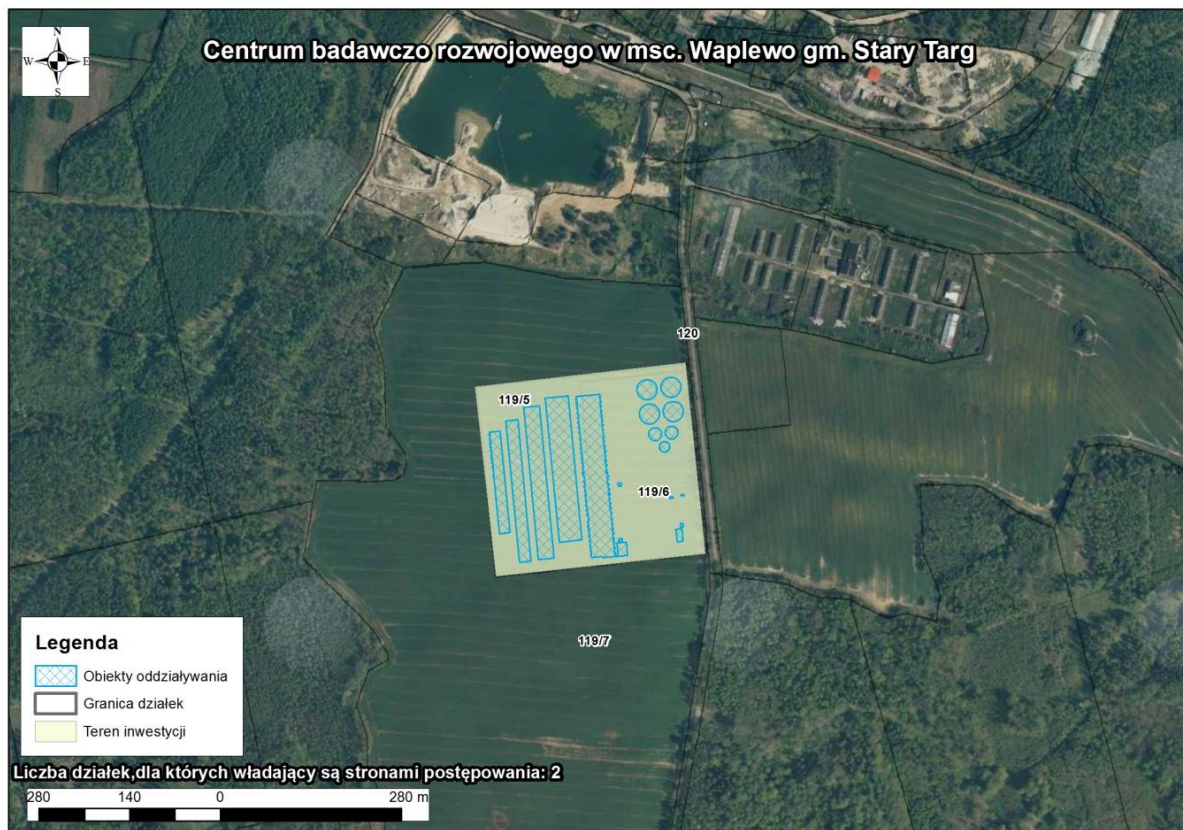 N
W E
S
Centrum badawczo rozwojowego w msc. Waplewo gm. Stary Targ
120
119/5
119/6
119/7
Legenda
Obiekty oddziaływania
Granica działek
Teren inwestycji
Liczba działek,dla których władający są stronami postępowania: 2
280 140 0 280 m